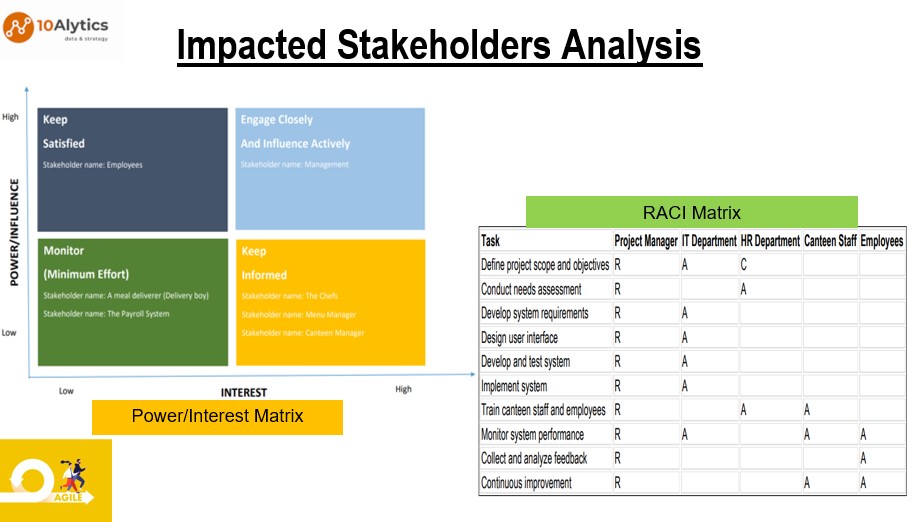 10Alytics
data & strategy
Impacted Stakeholders Analysis
High
Keep
Satisfied
Stakeholder name: Employees
Engage Closely
And Influence Actively
Stakeholder name: Management
POWER/INFLUENCE
Monitor
(Minimum Effort)
Stakeholder name: A meal deliverer (Delivery boy)
Stakeholder name: The Payroll System
Keep
Informed
Stakeholder name: The Chefs
Stakeholder name: Menu Manager
Stakeholder name: Canteen Manager
Low
Low
INTEREST
High
Power/Interest Matrix
AGILE
RACI Matrix
Task Project Manager IT Department HR Department Canteen Staff Employees
Define project scope and objectives R A C
Conduct needs assessment R A
Develop system requirements R A
Design user interface R A
Develop and test system R A
Implement system R A
Train canteen staff and employees R A A
Monitor system performance R A A A
Collect and analyze feedback R A
Continuous improvement R A A